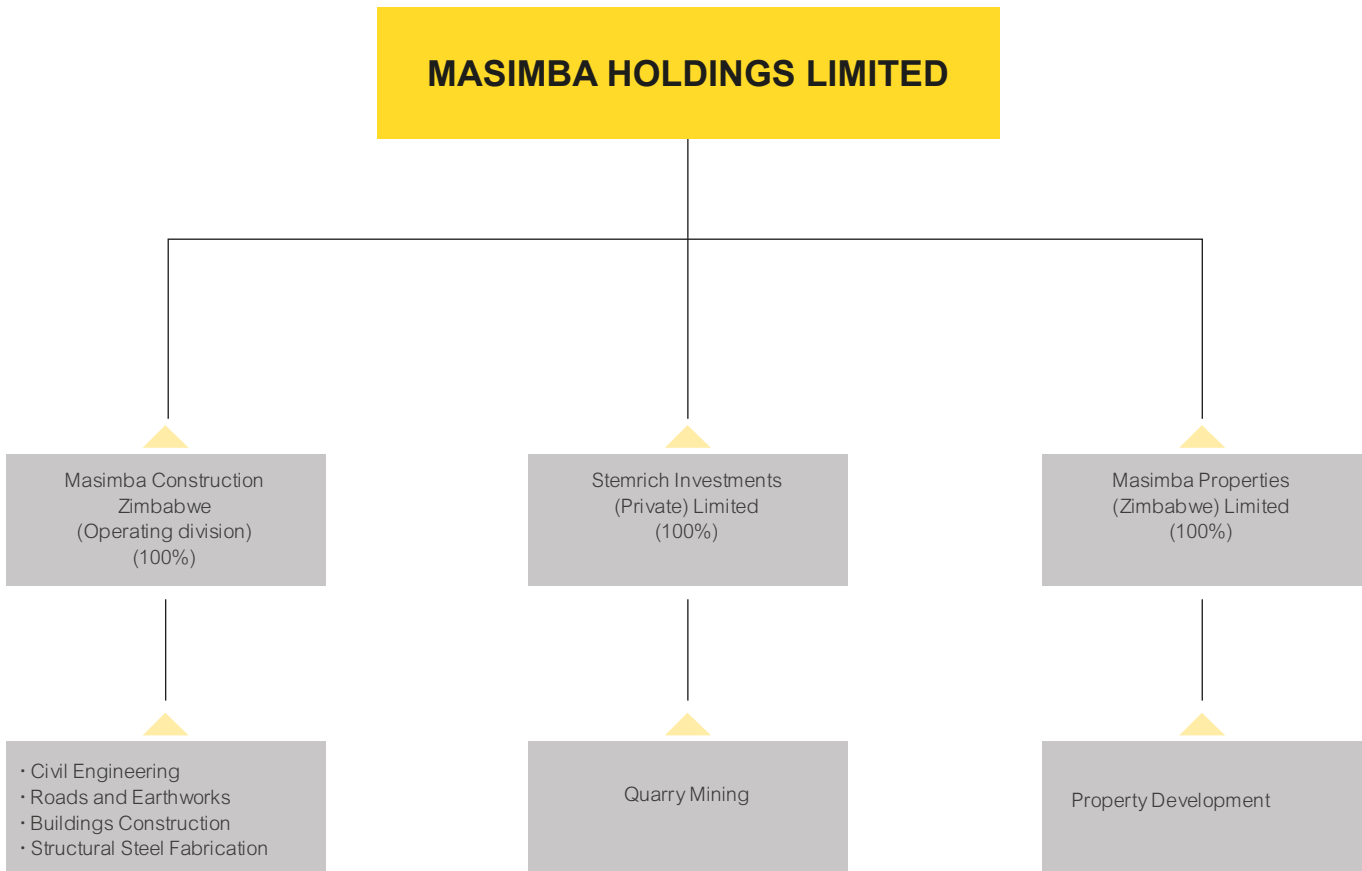 MASIMBA HOLDINGS LIMITED
Masimba Construction
Zimbabwe
(Operating division)
(100%)
Stemrich Investments
(Private) Limited
(100%)
Masimba Properties
(Zimbabwe) Limited
(100%)
· Civil Engineering
· Roads and Earthworks
· Buildings Construction
· Structural Steel Fabrication
Quarry Mining
Property Development